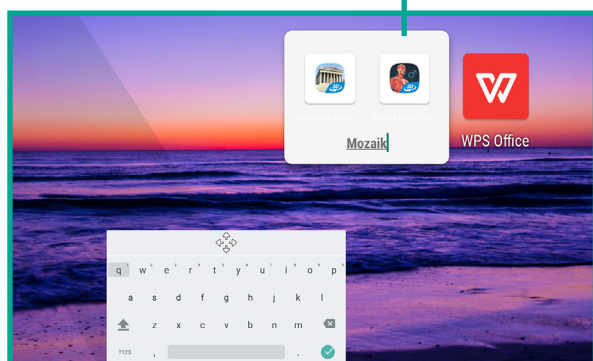 Mozaik
WPS Office
q w e r t y u i o p
a s d f g h j k l
z x c v b n m
?123 , .